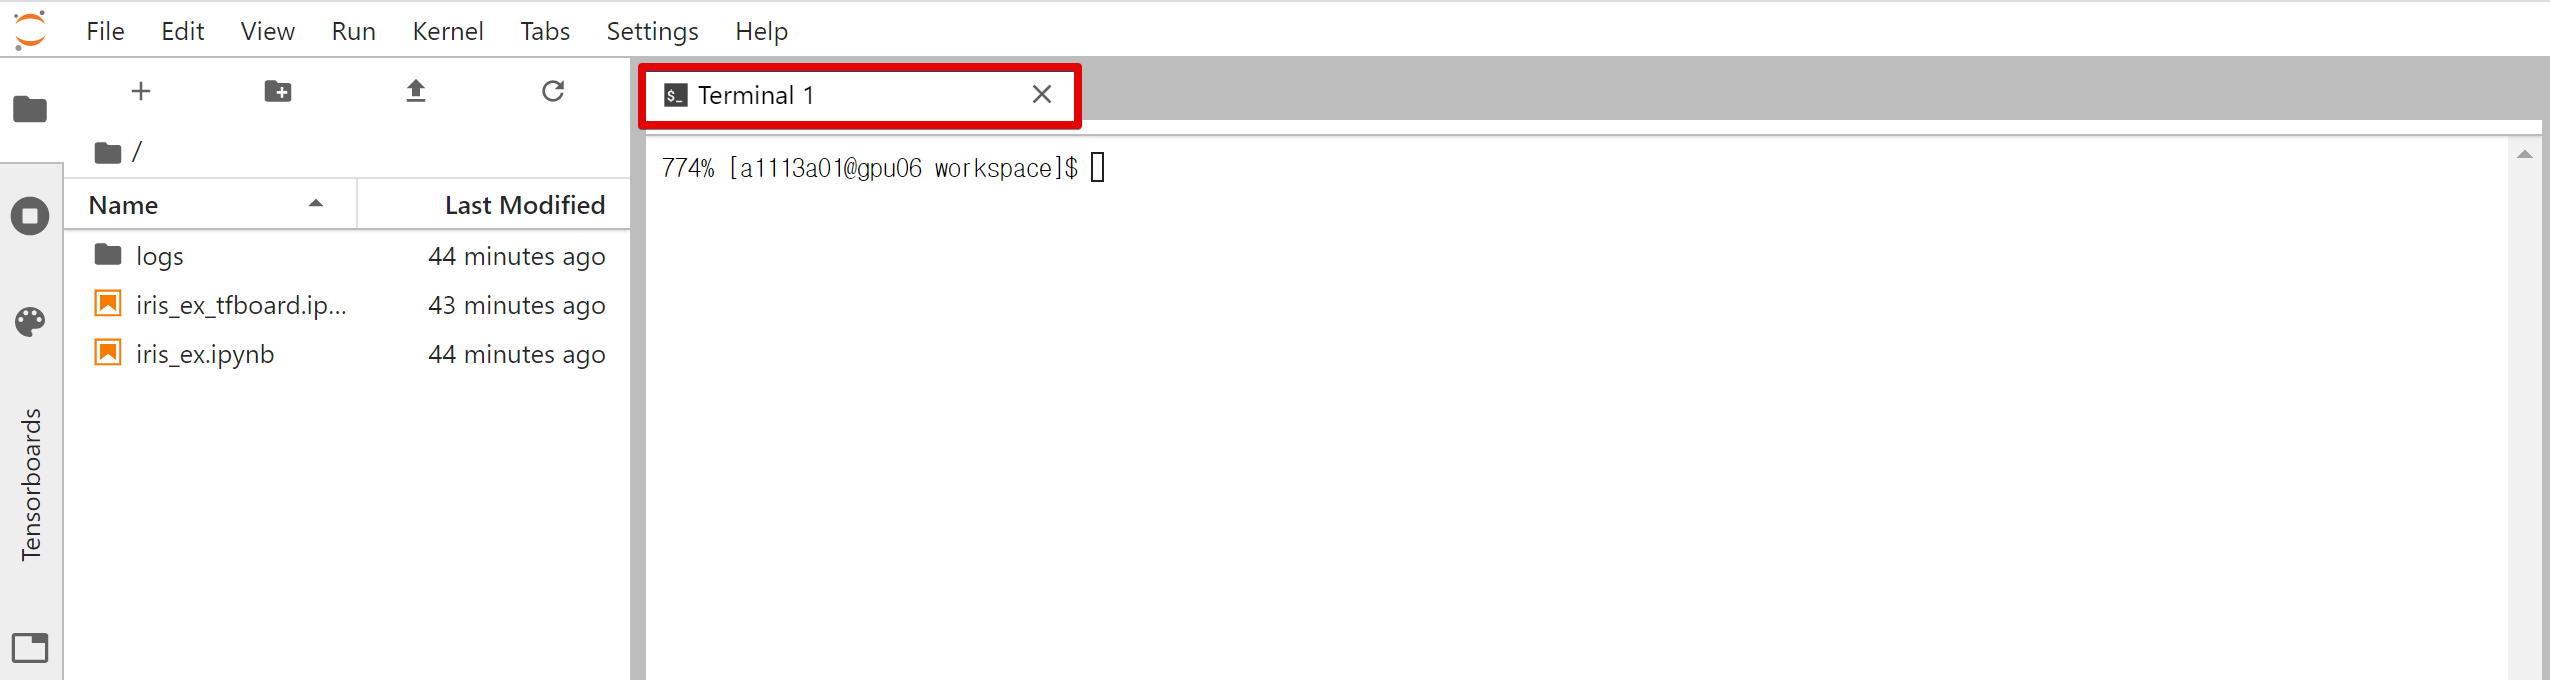 File Edit View Run Kernel Tabs Settings Help
$_ Terminal 1
/
774% [a1113a01@gpu06 workspace]$
Name Last Modified
logs 44 minutes ago
iris_ex_tfboard.ip... 43 minutes ago
iris_ex.ipynb 44 minutes ago
Tensorboards